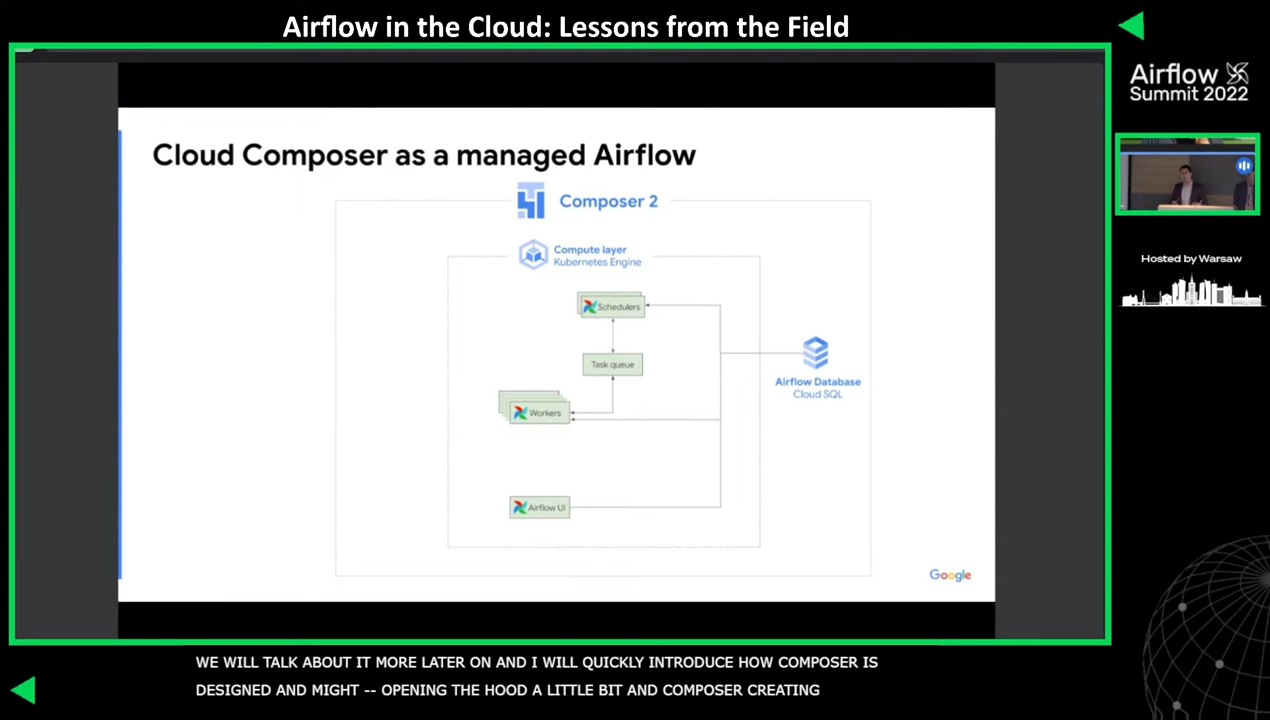 Airflow in the Cloud: Lessons from the Field
Airflow
Summit 2022
Cloud Composer as a managed Airflow
Composer 2
Compute layer
Kubernetes Engine
Schedulers
Task queue
Airflow Database
Cloud SQL
Workers
Airflow UI
Google
Hosted by Warsaw
WE WILL TALK ABOUT IT MORE LATER ON AND I WILL QUICKLY INTRODUCE HOW COMPOSER IS
DESIGNED AND MIGHT -- OPENING THE HOOD A LITTLE BIT AND COMPOSER CREATING